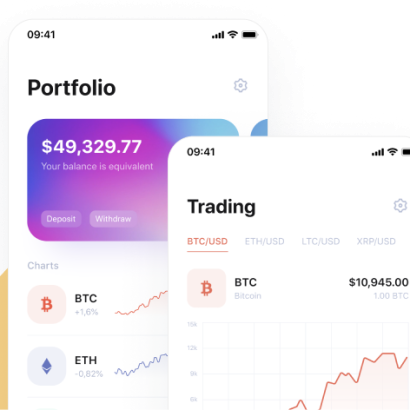 09:41
Portfolio
$49,329.77
Your balance is equivalent
Deposit
Withdraw
Charts
BTC
+1,6%
ETH
-0,82%
09:41
Trading
BTC/USD ETH/USD LTC/USD XRP/USD
BTC
Bitcoin
$10,945.00
1.00 BTC
15k
12k
9k
6k